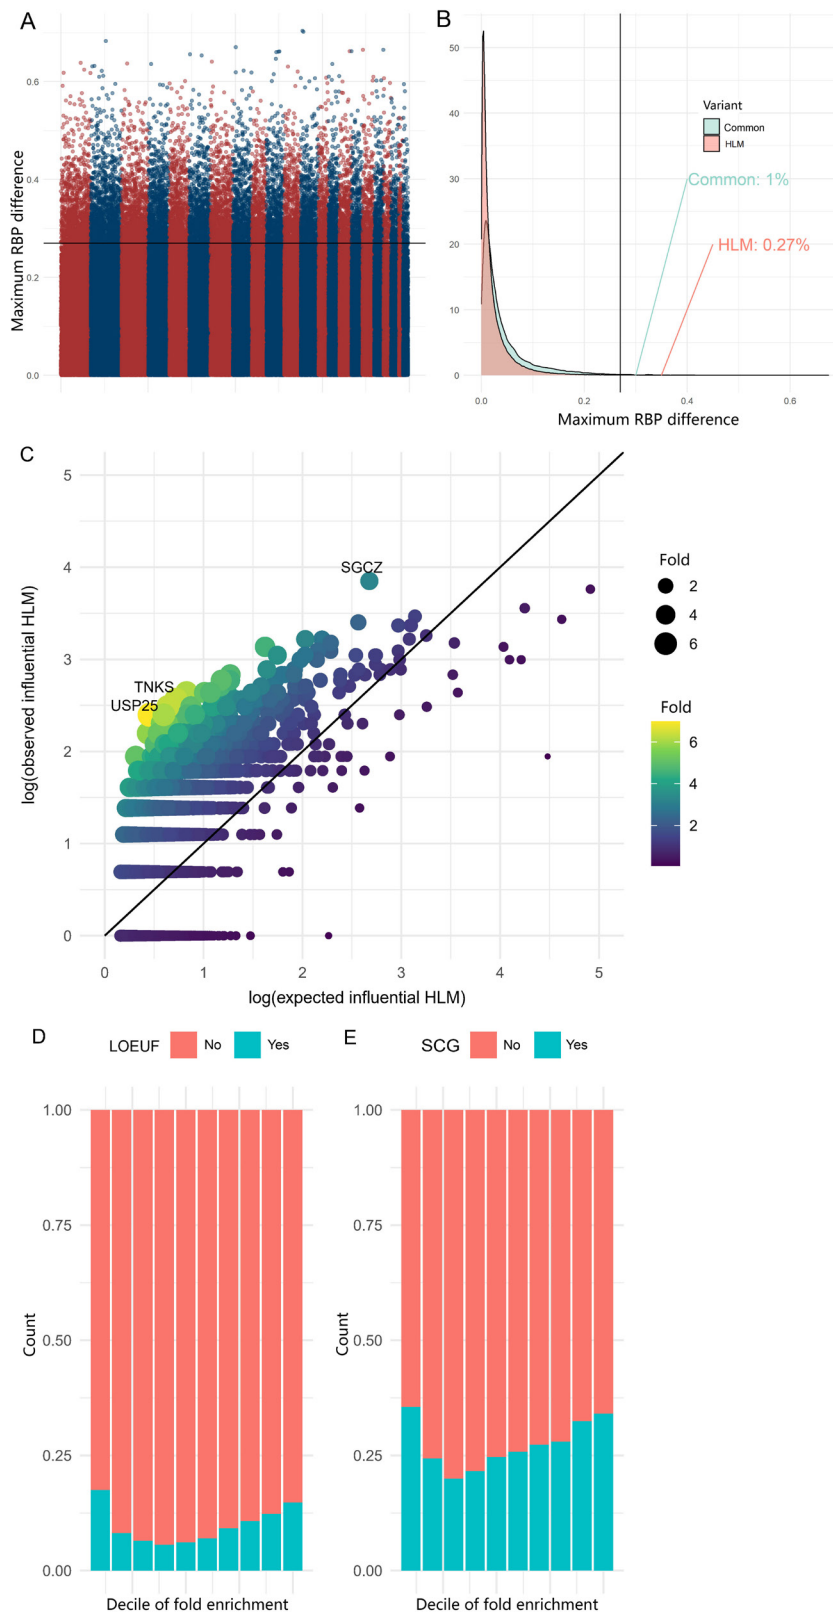 A
Maximum RBP difference
0.6
0.4
0.2
0.0
B
50
40
30
20
10
0
Variant
Common
HLM
Common: 1%
HLM: 0.27%
0.0
0.2
0.4
0.6
Maximum RBP difference
C
log(observed influential HLM)
5
4
3
2
1
0
SGCZ
TNKS
USP25
0
1
2
3
4
5
log(expected influential HLM)
Fold
2
4
6
Fold
6
4
2
D
LOEUF
No
Yes
Count
1.00
0.75
0.50
0.25
0.00
Decile of fold enrichment
E
SCG
No
Yes
Count
1.00
0.75
0.50
0.25
0.00
Decile of fold enrichment